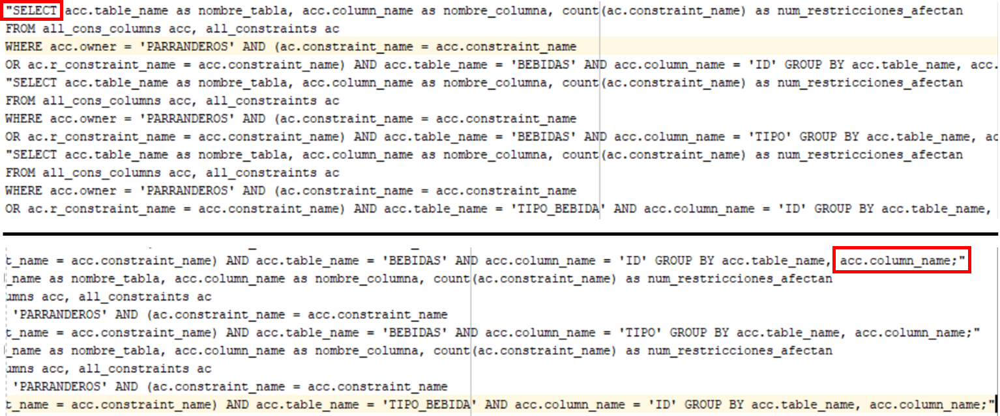 "SELECT acc.table_name as nombre_tabla, acc.column_name as nombre_columna, count(ac.constraint_name) as num_restricciones_afectan
FROM all_cons_columns acc, all_constraints ac
WHERE acc.owner = 'PARRANDEROS' AND (ac.constraint_name = acc.constraint_name
OR ac.r_constraint_name = acc.constraint_name) AND acc.table_name = 'BEBIDAS' AND acc.column_name = 'ID' GROUP BY acc.table_name, acc.
"SELECT acc.table_name as nombre_tabla, acc.column_name as nombre_columna, count(ac.constraint_name) as num_restricciones_afectan
FROM all_cons_columns acc, all_constraints ac
WHERE acc.owner = 'PARRANDEROS' AND (ac.constraint_name = acc.constraint_name
OR ac.r_constraint_name = acc.constraint_name) AND acc.table_name = 'BEBIDAS' AND acc.column_name = 'TIPO' GROUP BY acc.table_name, ac
"SELECT acc.table_name as nombre_tabla, acc.column_name as nombre_columna, count(ac.constraint_name) as num_restricciones_afectan
FROM all_cons_columns acc, all_constraints ac
WHERE acc.owner = 'PARRANDEROS' AND (ac.constraint_name = acc.constraint_name
OR ac.r_constraint_name = acc.constraint_name) AND acc.table_name = 'TIPO_BEBIDA' AND acc.column_name = 'ID' GROUP BY acc.table_name,
t_name = acc.constraint_name) AND acc.table_name = 'BEBIDAS' AND acc.column_name = 'ID' GROUP BY acc.table_name, acc.column_name;"
_name as nombre_tabla, acc.column_name as nombre_columna, count(ac.constraint_name) as num_restricciones_afectan
umns acc, all_constraints ac
'PARRANDEROS' AND (ac.constraint_name = acc.constraint_name
t_name = acc.constraint_name) AND acc.table_name = 'BEBIDAS' AND acc.column_name = 'TIPO' GROUP BY acc.table_name, acc.column_name;"
_name as nombre_tabla, acc.column_name as nombre_columna, count(ac.constraint_name) as num_restricciones_afectan
umns acc, all_constraints ac
'PARRANDEROS' AND (ac.constraint_name = acc.constraint_name
t_name = acc.constraint_name) AND acc.table_name = 'TIPO_BEBIDA' AND acc.column_name = 'ID' GROUP BY acc.table_name, acc.column_name;"